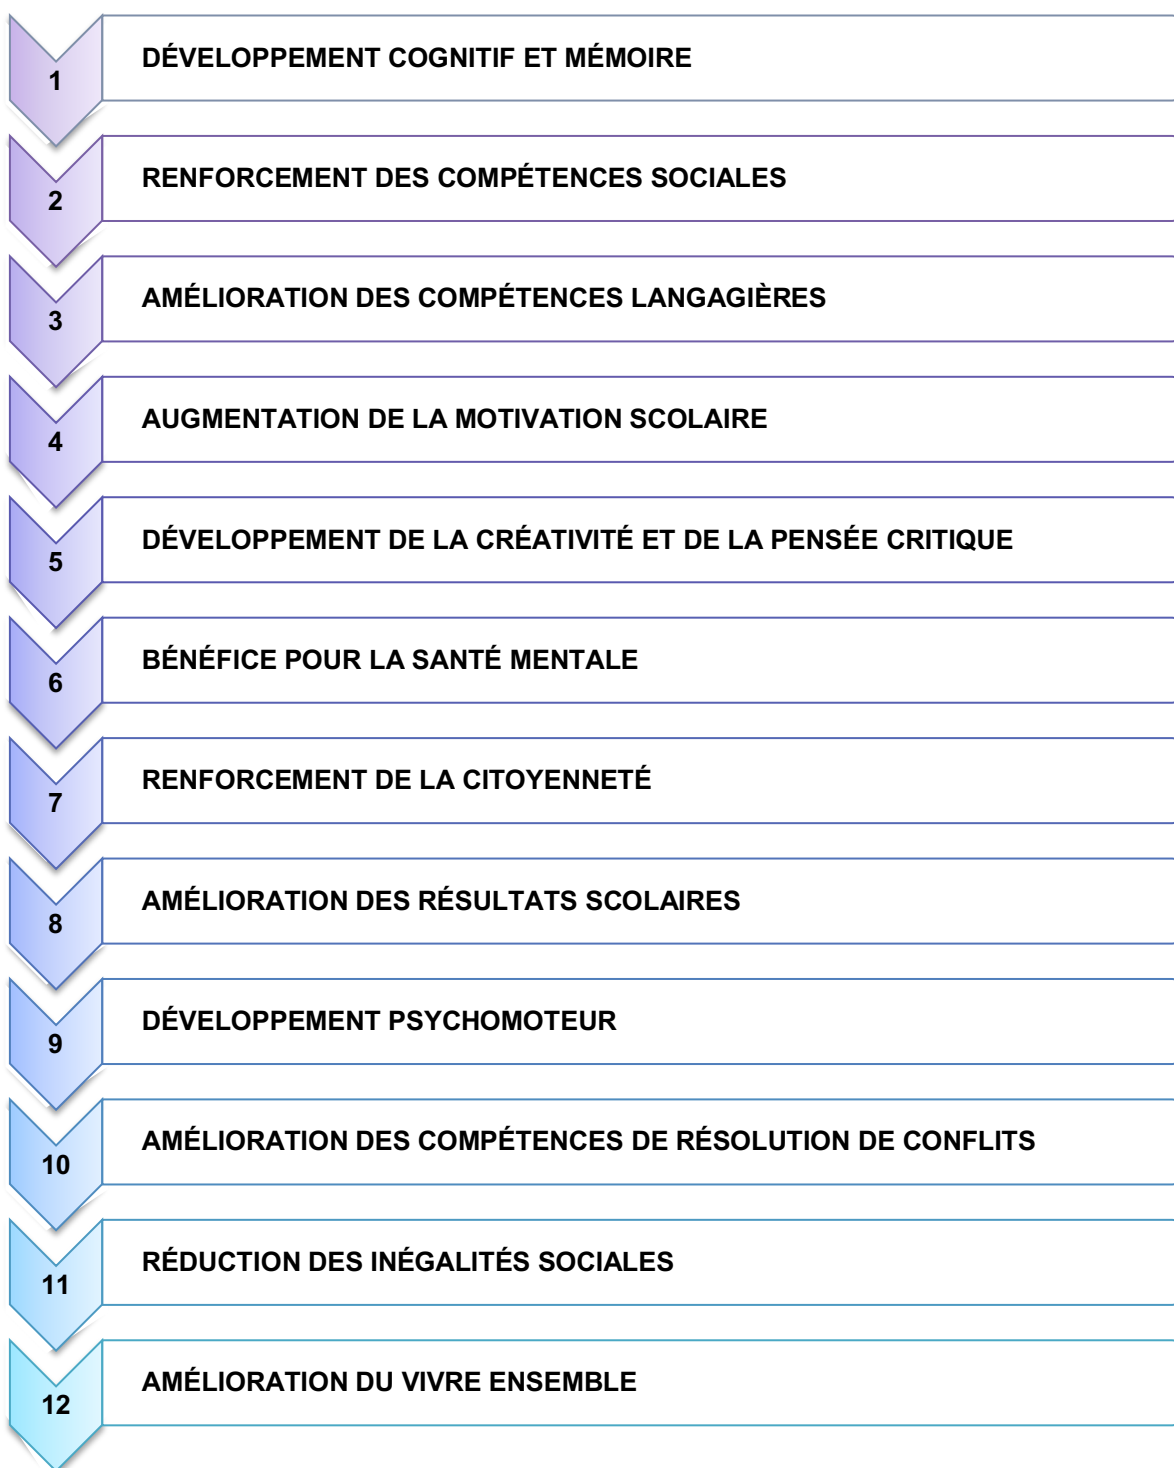 1
DÉVELOPPEMENT COGNITIF ET MÉMOIRE
2
RENFORCEMENT DES COMPÉTENCES SOCIALES
3
AMÉLIORATION DES COMPÉTENCES LANGAGIÈRES
4
AUGMENTATION DE LA MOTIVATION SCOLAIRE
5
DÉVELOPPEMENT DE LA CRÉATIVITÉ ET DE LA PENSÉE CRITIQUE
6
BÉNÉFICE POUR LA SANTÉ MENTALE
7
RENFORCEMENT DE LA CITOYENNETÉ
8
AMÉLIORATION DES RÉSULTATS SCOLAIRES
9
DÉVELOPPEMENT PSYCHOMOTEUR
10
AMÉLIORATION DES COMPÉTENCES DE RÉSOLUTION DE CONFLITS
11
RÉDUCTION DES INÉGALITÉS SOCIALES
12
AMÉLIORATION DU VIVRE ENSEMBLE